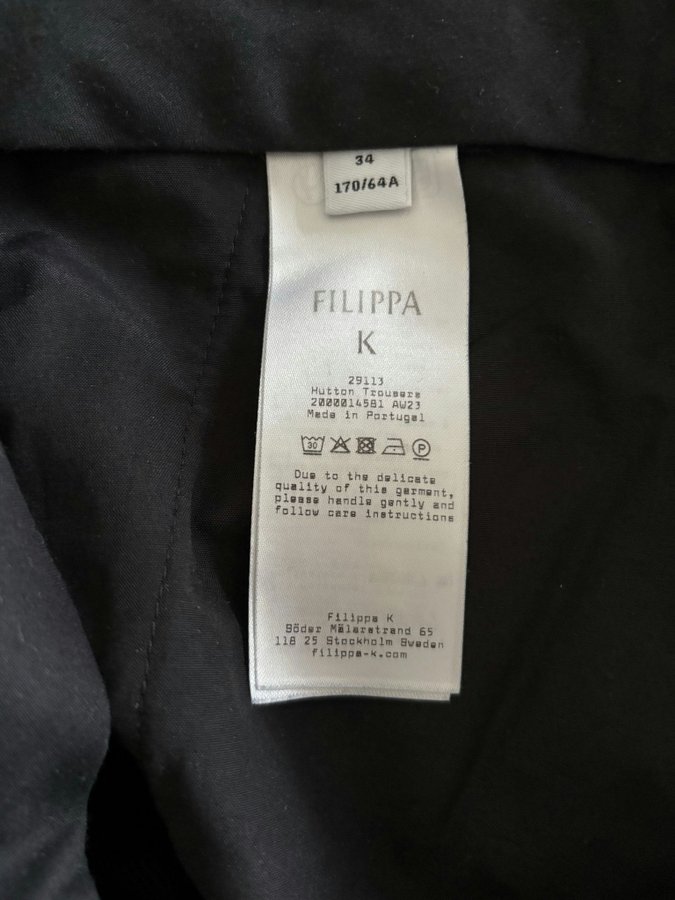 34
170/64A
FILIPPA
K
29113
Hutton Trousers
2000014581 AW23
Made in Portugal
30
P
Due to the delicate
quality of this garment,
please handle gently and
follow care instructions
Filippa K
Söder Mälarstrand 65
118 25 Stockholm Sweden
filippa-k.com